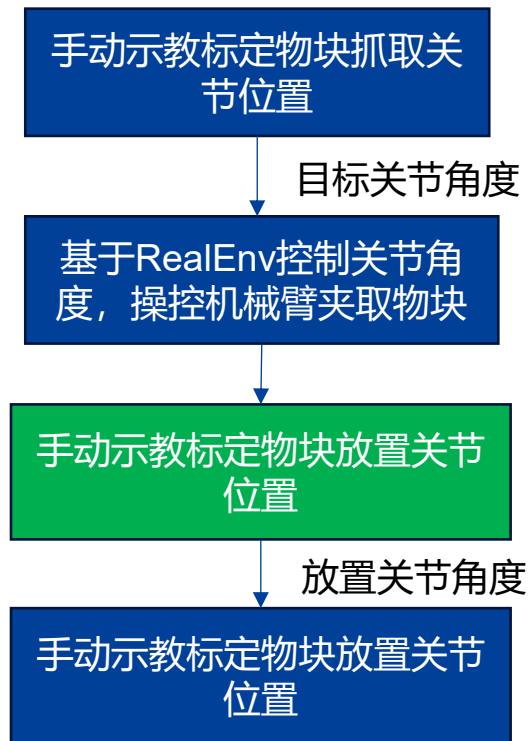 手动示教标定物块抓取关
节位置
目标关节角度
基于RealEnv控制关节角
度，操控机械臂夹取物块
手动示教标定物块放置关节
位置
放置关节角度
手动示教标定物块放置关节
位置